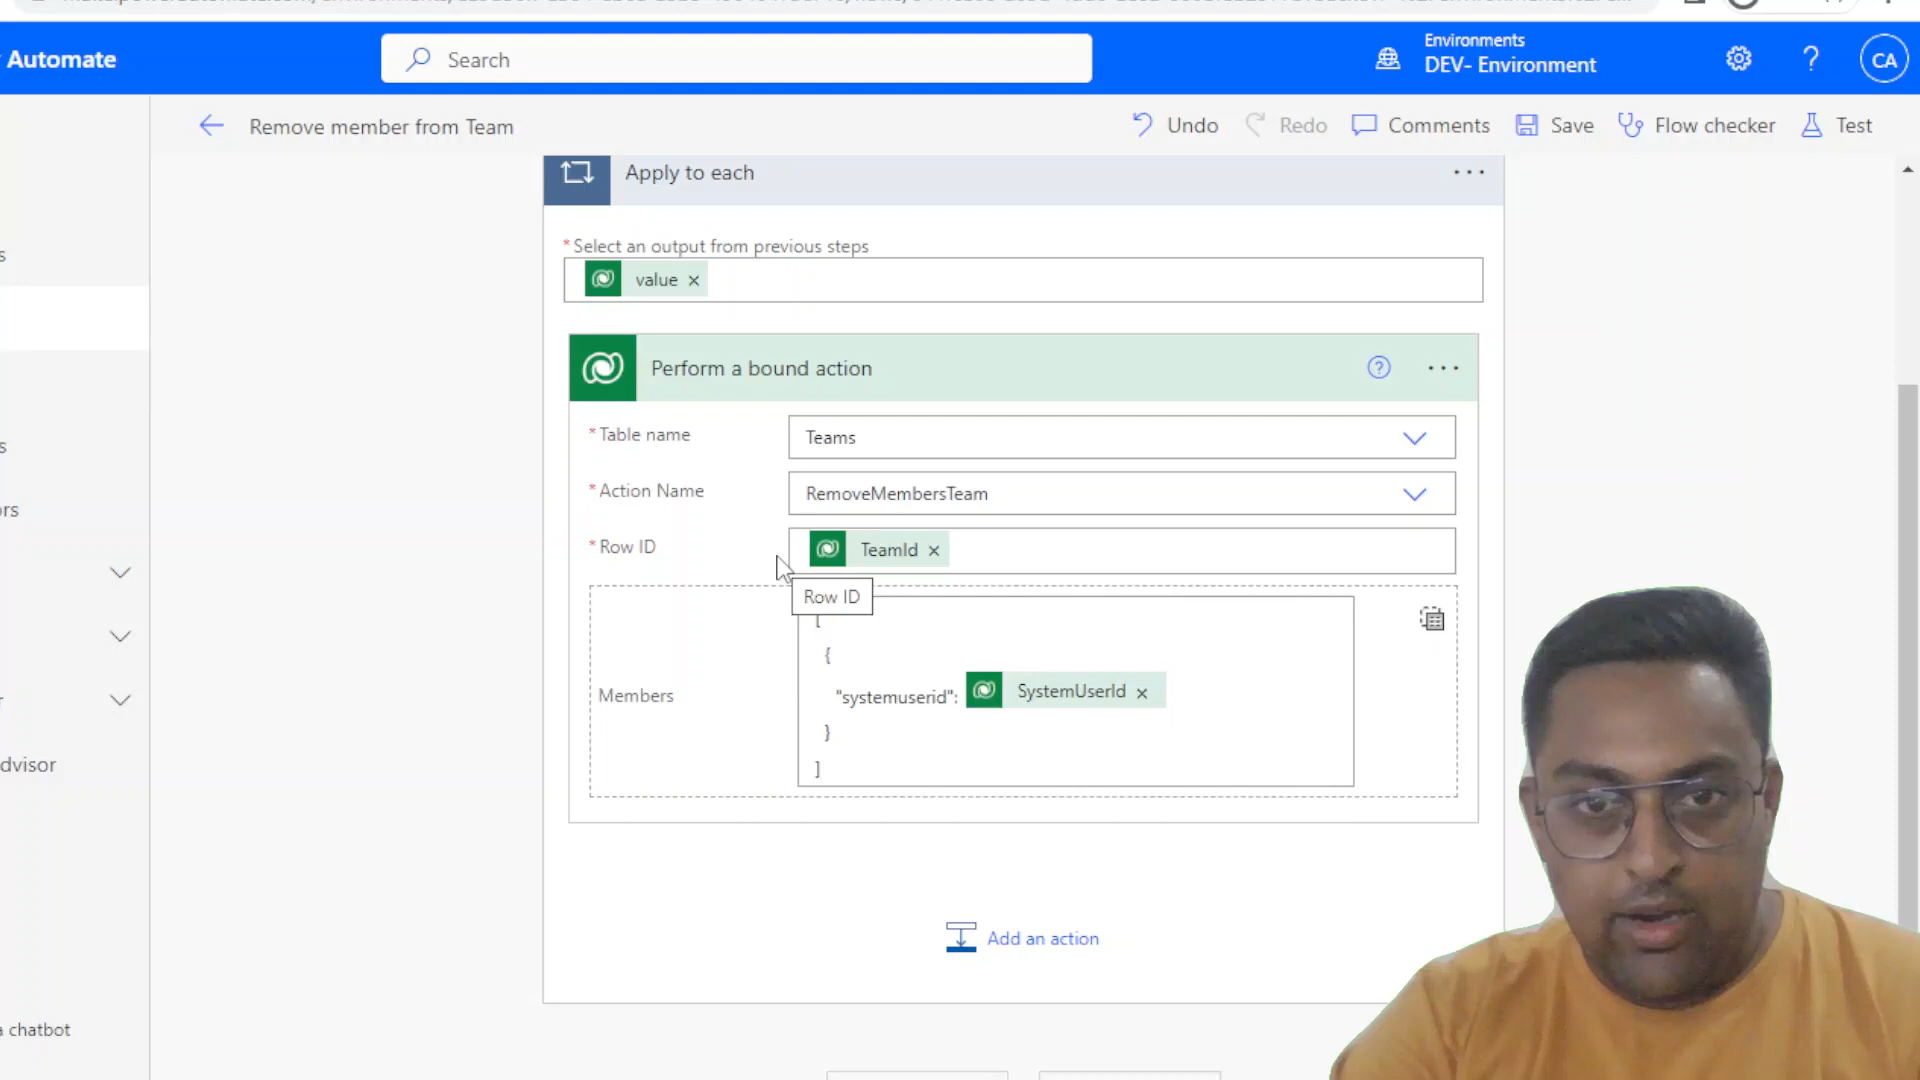 Automate
Search
Environments
DEV- Environment
?
CA
Remove member from Team
Undo
Redo
Comments
Save
Flow checker
Test
Apply to each
...
* Select an output from previous steps
value ×
Perform a bound action
?
...
* Table name
Teams
* Action Name
RemoveMembersTeam
* Row ID
TeamId ×
Row ID
Members
[
{
"systemuserid": SystemUserId ×
}
]
Add an action
s
s
ors
dvisor
a chatbot